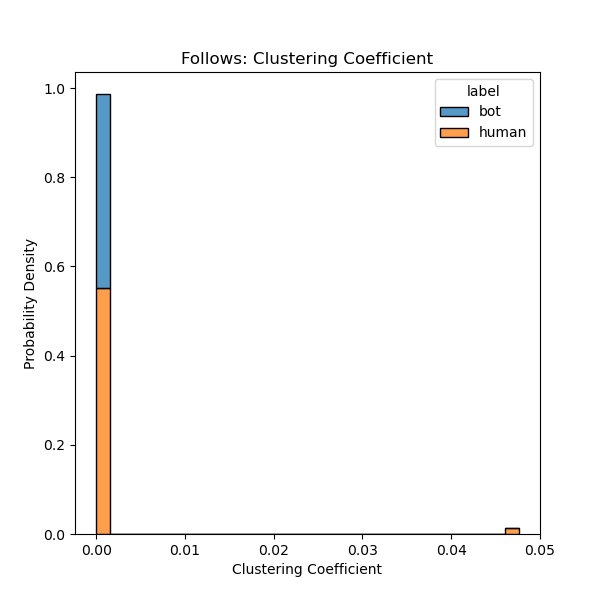 Follows: Clustering Coefficient
label
bot
human
Probability Density
1.0
0.8
0.6
0.4
0.2
0.0
0.00 0.01 0.02 0.03 0.04 0.05
Clustering Coefficient